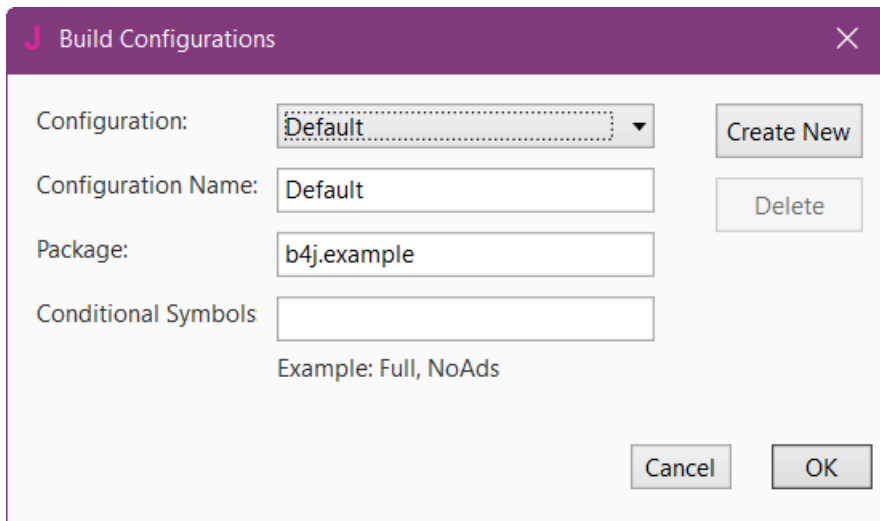 J Build Configurations
Configuration: Default Create New
Configuration Name: Default Delete
Package: b4j.example
Conditional Symbols
Example: Full, NoAds
Cancel OK